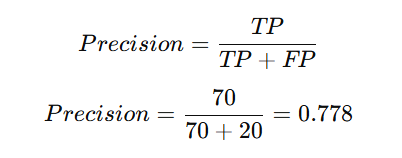 Precision = TP / (TP + FP)
Precision = 70 / (70 + 20) = 0.778